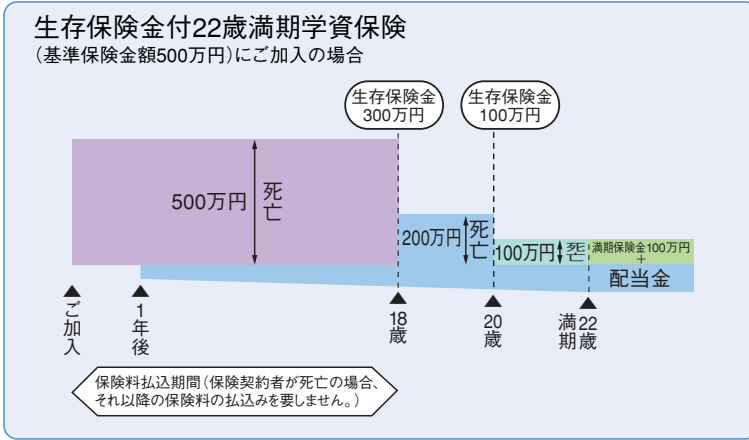 生存保険金付22歳満期学資保険
（基準保険金額500万円）にご加入の場合
生存保険金
300万円
生存保険金
100万円
500万円
死亡
200万円
死亡
100万円
死亡
満期保険金100万円
＋
配当金
ご加入
1年後
18歳
20歳
満期
22歳
保険料払込期間（保険契約者が死亡の場合、
それ以降の保険料の払込みを要しません。）